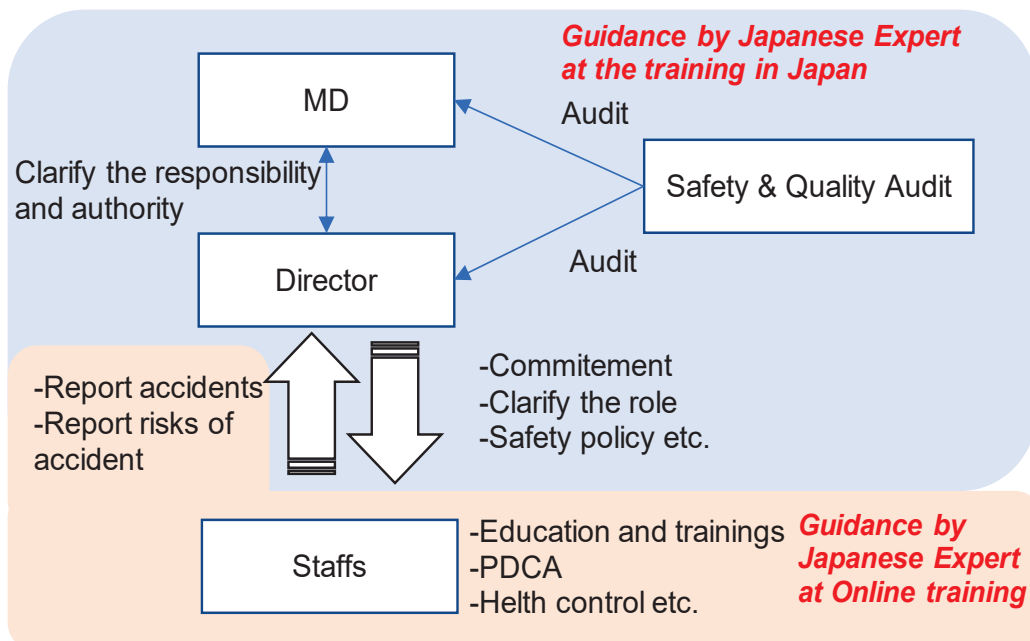 Guidance by Japanese Expert
at the training in Japan
MD
Audit
Clarify the responsibility
and authority
Safety & Quality Audit
Audit
Director
-Report accidents
-Report risks of
accident
-Commitement
-Clarify the role
-Safety policy etc.
Staffs
-Education and trainings
-PDCA
-Helth control etc.
Guidance by
Japanese Expert
at Online training